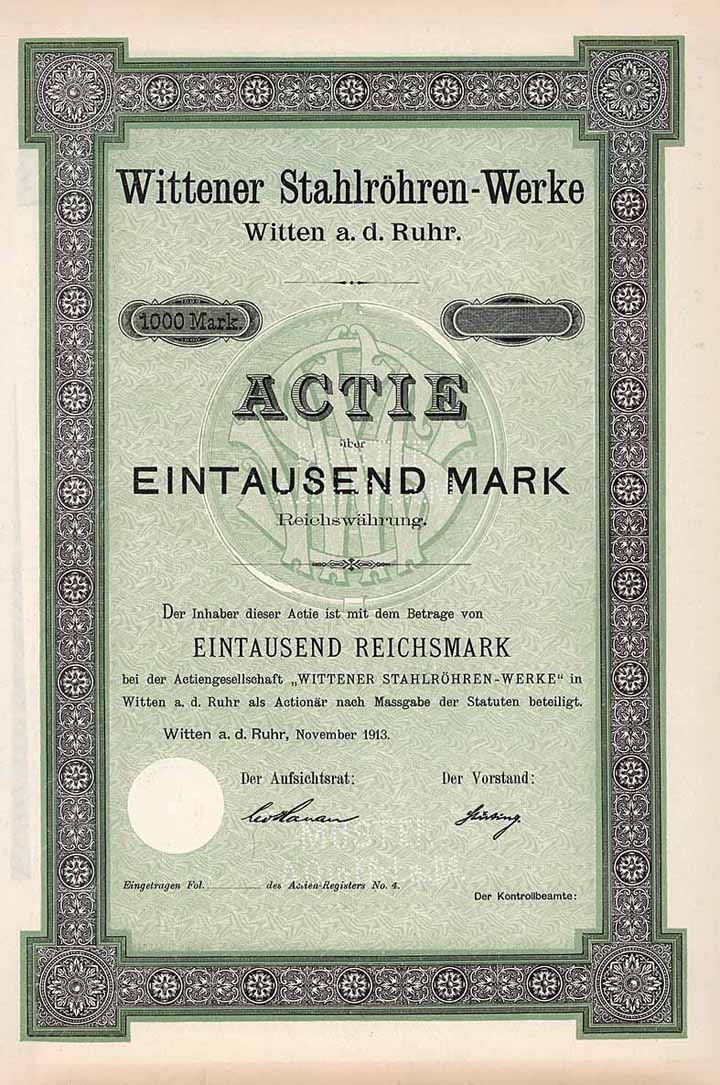 Wittener Stahlröhren-Werke
Witten a. d. Ruhr.
1000 Mark.
ACTIE
über
EINTAUSEND MARK
Reichswährung.
Der Inhaber dieser Actie ist mit dem Betrage von
EINTAUSEND REICHSMARK
bei der Actiengesellschaft „WITTENER STAHLRÖHREN-WERKE“ in
Witten a. d. Ruhr als Actionär nach Massgabe der Statuten beteiligt.
Witten a. d. Ruhr, November 1913.
Der Aufsichtsrat: Der Vorstand:
Eingetragen Fol. des Actien-Registers No. 4.
Der Kontrollbeamte: